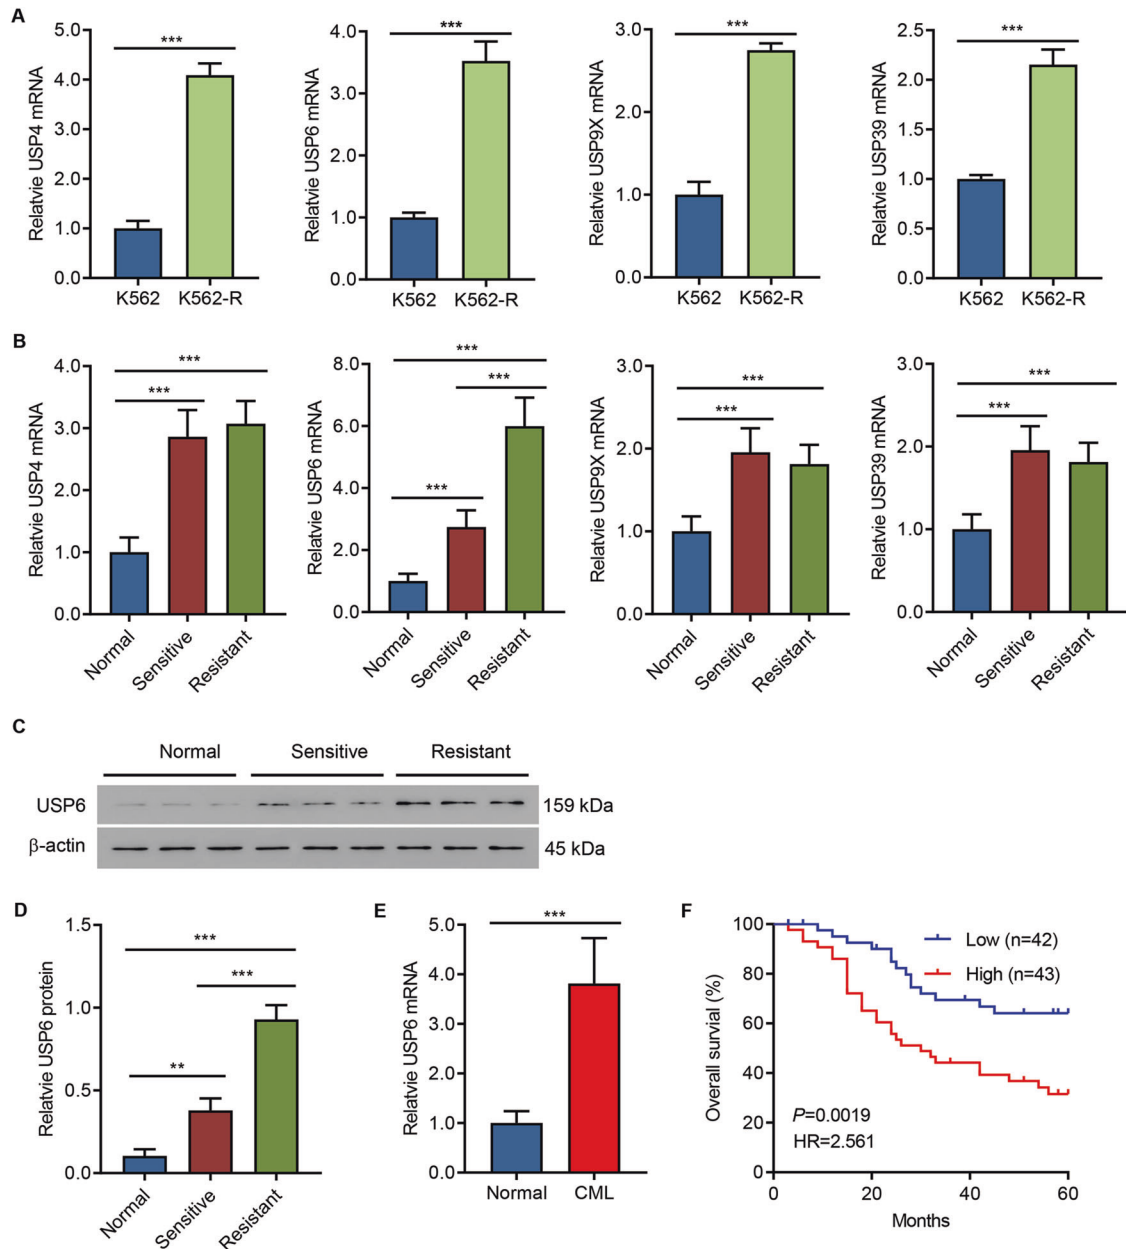 A
Relatvie USP4 mRNA
5.0
4.0
3.0
4.0
1.0
0.0
***
K562
K562-R
Relatvie USP6 mRNA
4.0
3.0
1.0
0.0
***
K562
K562-R
Relatvie USP9X mRNA
3.0
2.0
1.0
0.0
***
K562
K562-R
Relatvie USP39 mRNA
2.5
2.0
1.5
1.0
0.5
0.0
***
K562
K562-R
B
Relatvie USP4 mRNA
4.0
3.0
2.0
1.0
0.0
***
***
Normal
Sensitive
Resistant
Relatvie USP6 mRNA
8.0
6.0
4.0
2.0
0.0
***
***
***
Normal
Sensitive
Resistant
Relatvie USP9X mRNA
3.0
2.0
1.0
0.0
***
***
Normal
Sensitive
Resistant
Relatvie USP39 mRNA
3.0
2.0
1.0
0.0
***
***
Normal
Sensitive
Resistant
C
Normal Sensitive Resistant
USP6 159 kDa
β-actin 45 kDa
D
Relatvie USP6 protein
1.5
1.0
0.5
0.0
***
***
**
Normal
Sensitive
Resistant
E
Relatvie USP6 mRNA
5.0
4.0
5.0
2.0
1.0
0.0
***
Normal
CML
F
Overall survial (%)
100
80
60
40
20
0
Low (n=42)
High (n=43)
P=0.0019
HR=2.561
0 20 40 60
Months